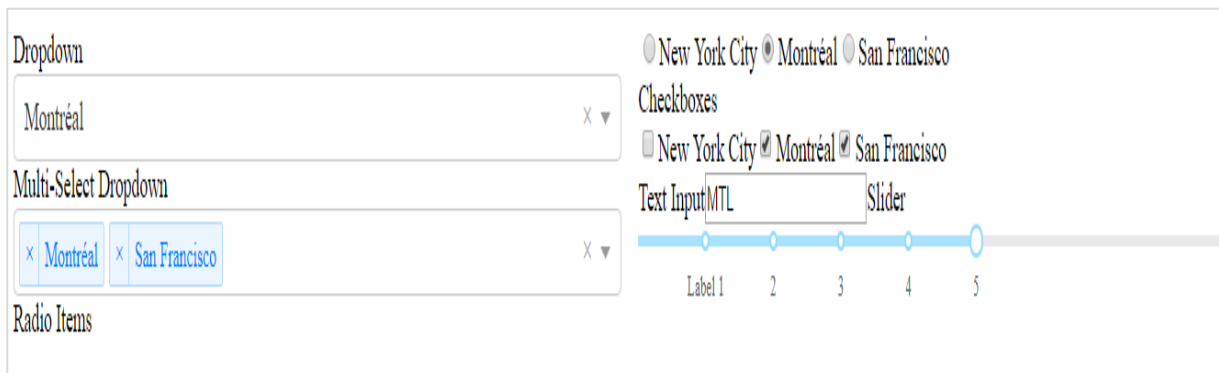 Dropdown
Montréal
Multi-Select Dropdown
× Montréal × San Francisco
Radio Items
New York City Montréal San Francisco
Checkboxes
New York City Montréal San Francisco
Text Input MTL Slider
Label 1 2 3 4 5